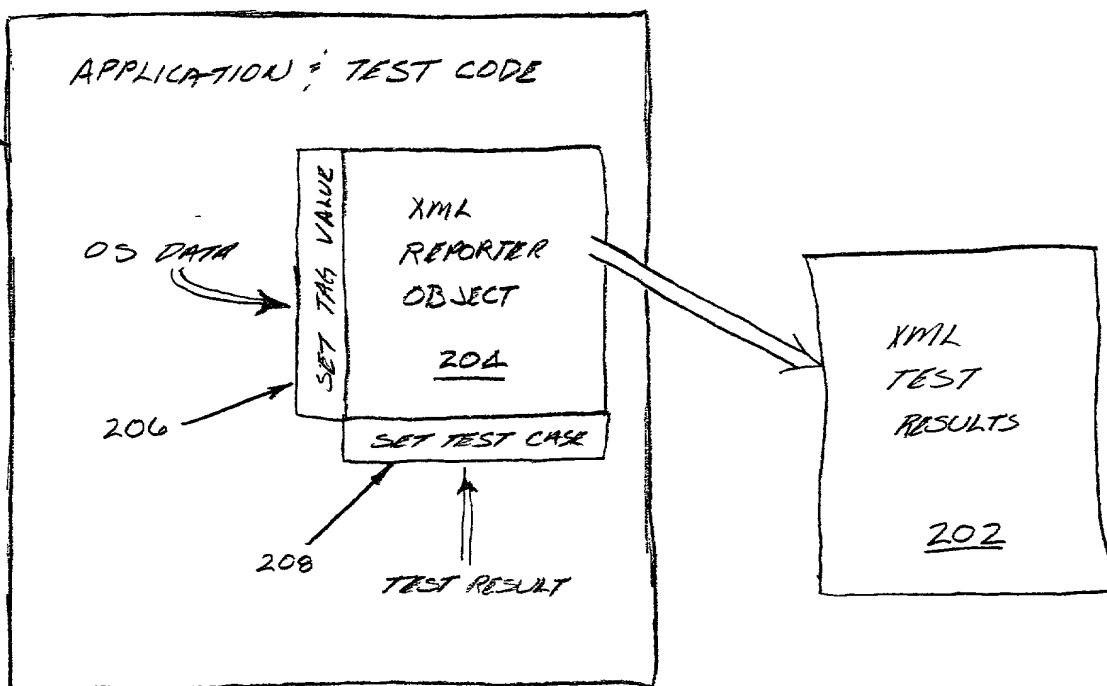 APPLICATION & TEST CODE
SET TAG VALUE
XML
REPORTER
OBJECT
204
OS DATA
206
SET TEST CASE
208
TEST RESULT
XML
TEST
RESULTS
202